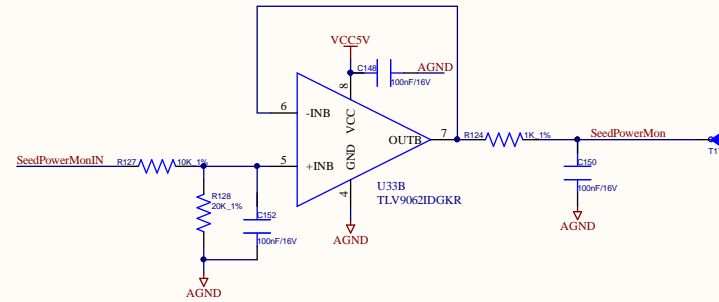 VCC5V
C148
AGND
100nF/16V
8
6
-INB
VCC
7
R124
1K_1%
SeedPowerMon
OUTB
T17
SeedPowerMonIN
R127
10K_1%
5
+INB
GND
C150
100nF/16V
R128
20K_1%
U33B
TLV9062IDGKR
4
C152
100nF/16V
AGND
AGND
AGND